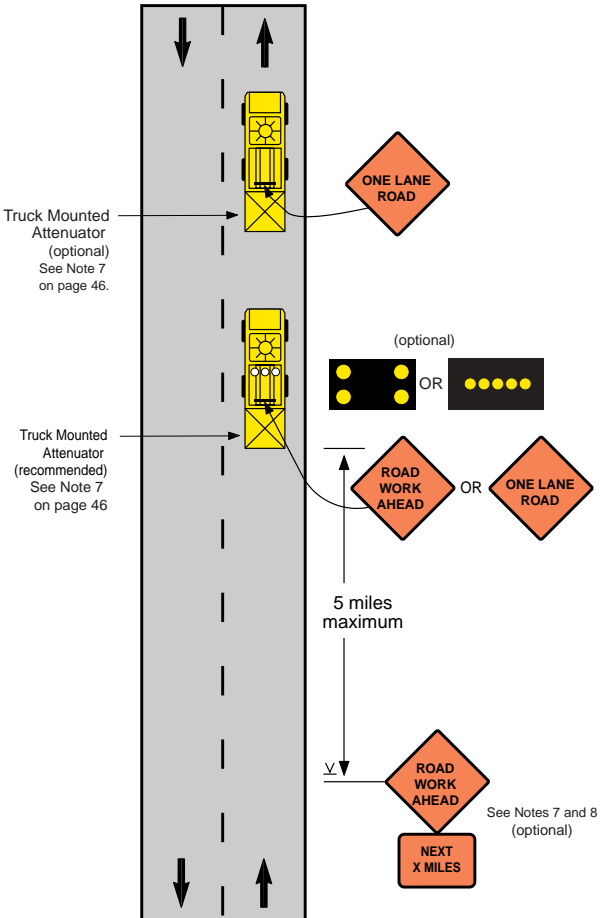 ONE LANE
ROAD
Truck Mounted
Attenuator
(optional)
See Note 7
on page 46.
(optional)
OR
Truck Mounted
Attenuator
(recommended)
See Note 7
on page 46
ROAD
WORK
AHEAD
OR
ONE LANE
ROAD
5 miles
maximum
ROAD
WORK
AHEAD
See Notes 7 and 8
(optional)
NEXT
X MILES